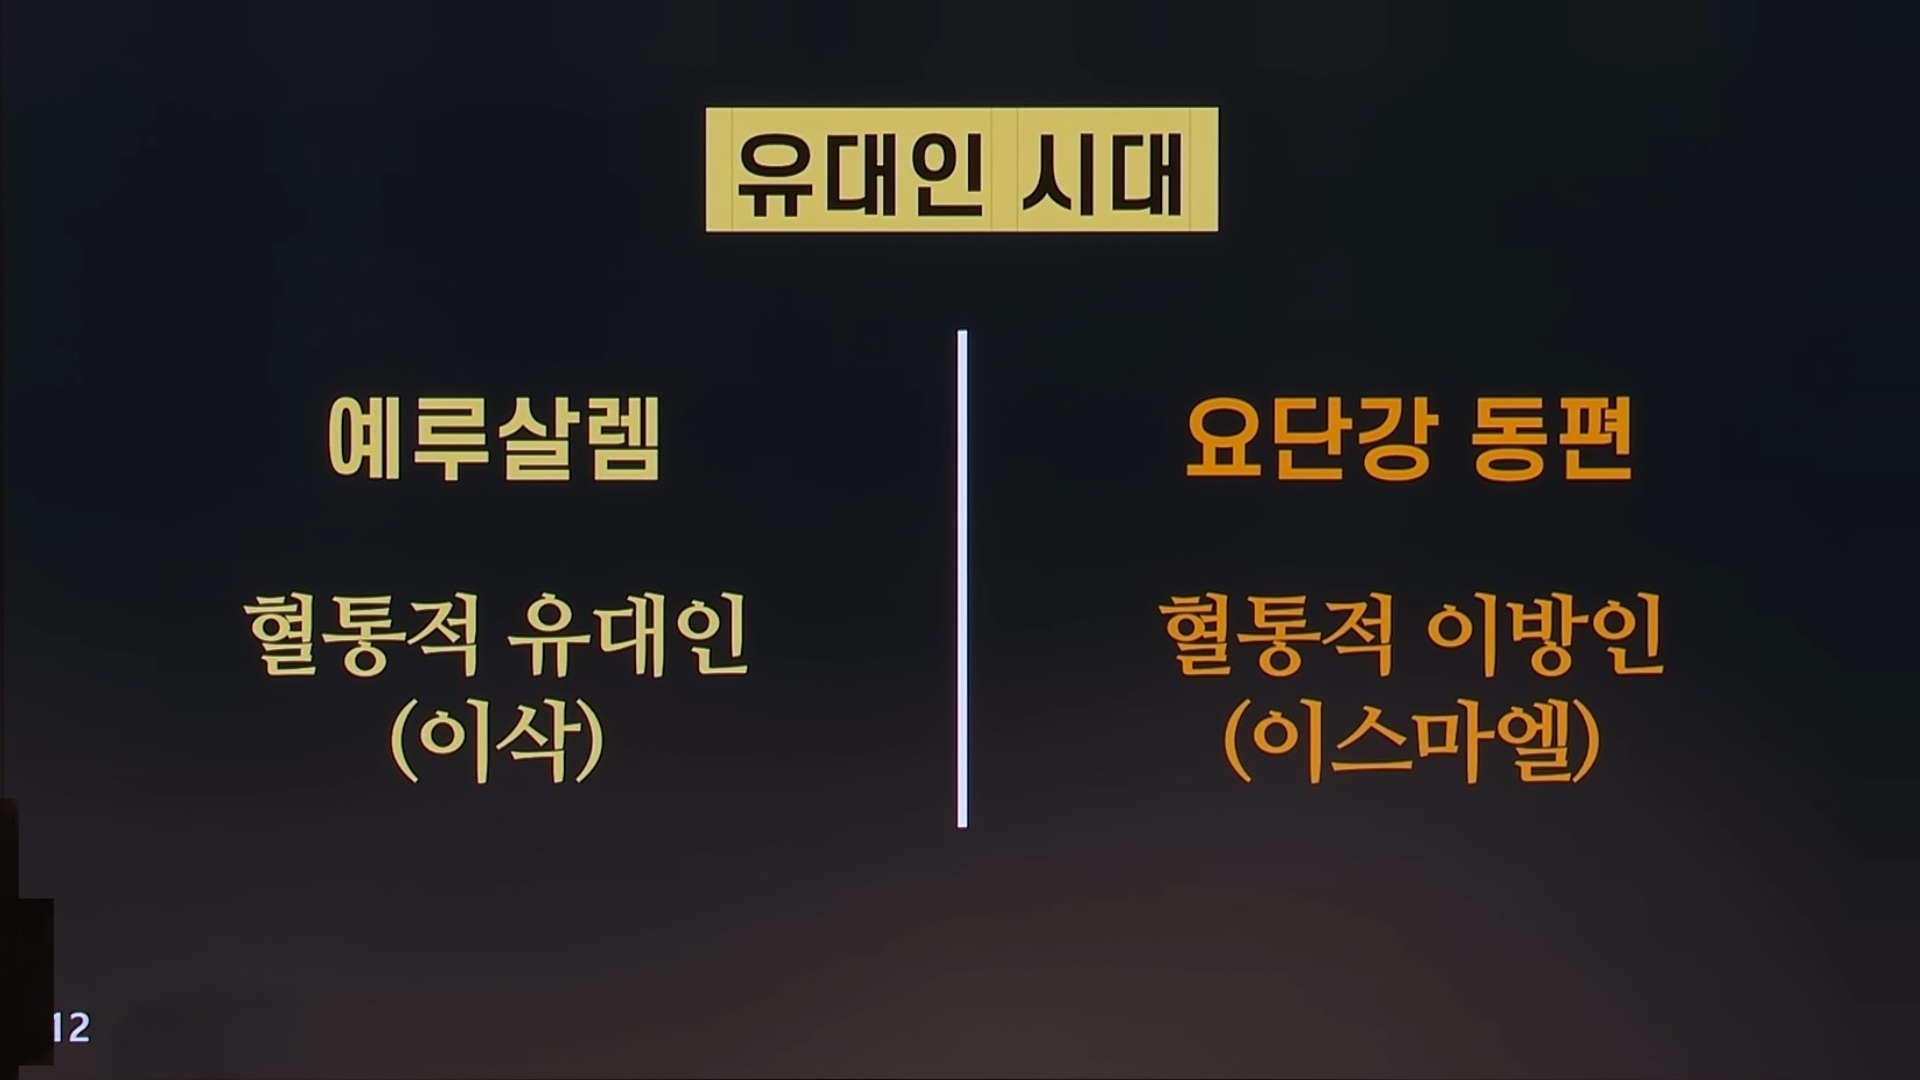 유대인 시대
예루살렘
혈통적 유대인
(이삭)
요단강 동편
혈통적 이방인
(이스마엘)
12